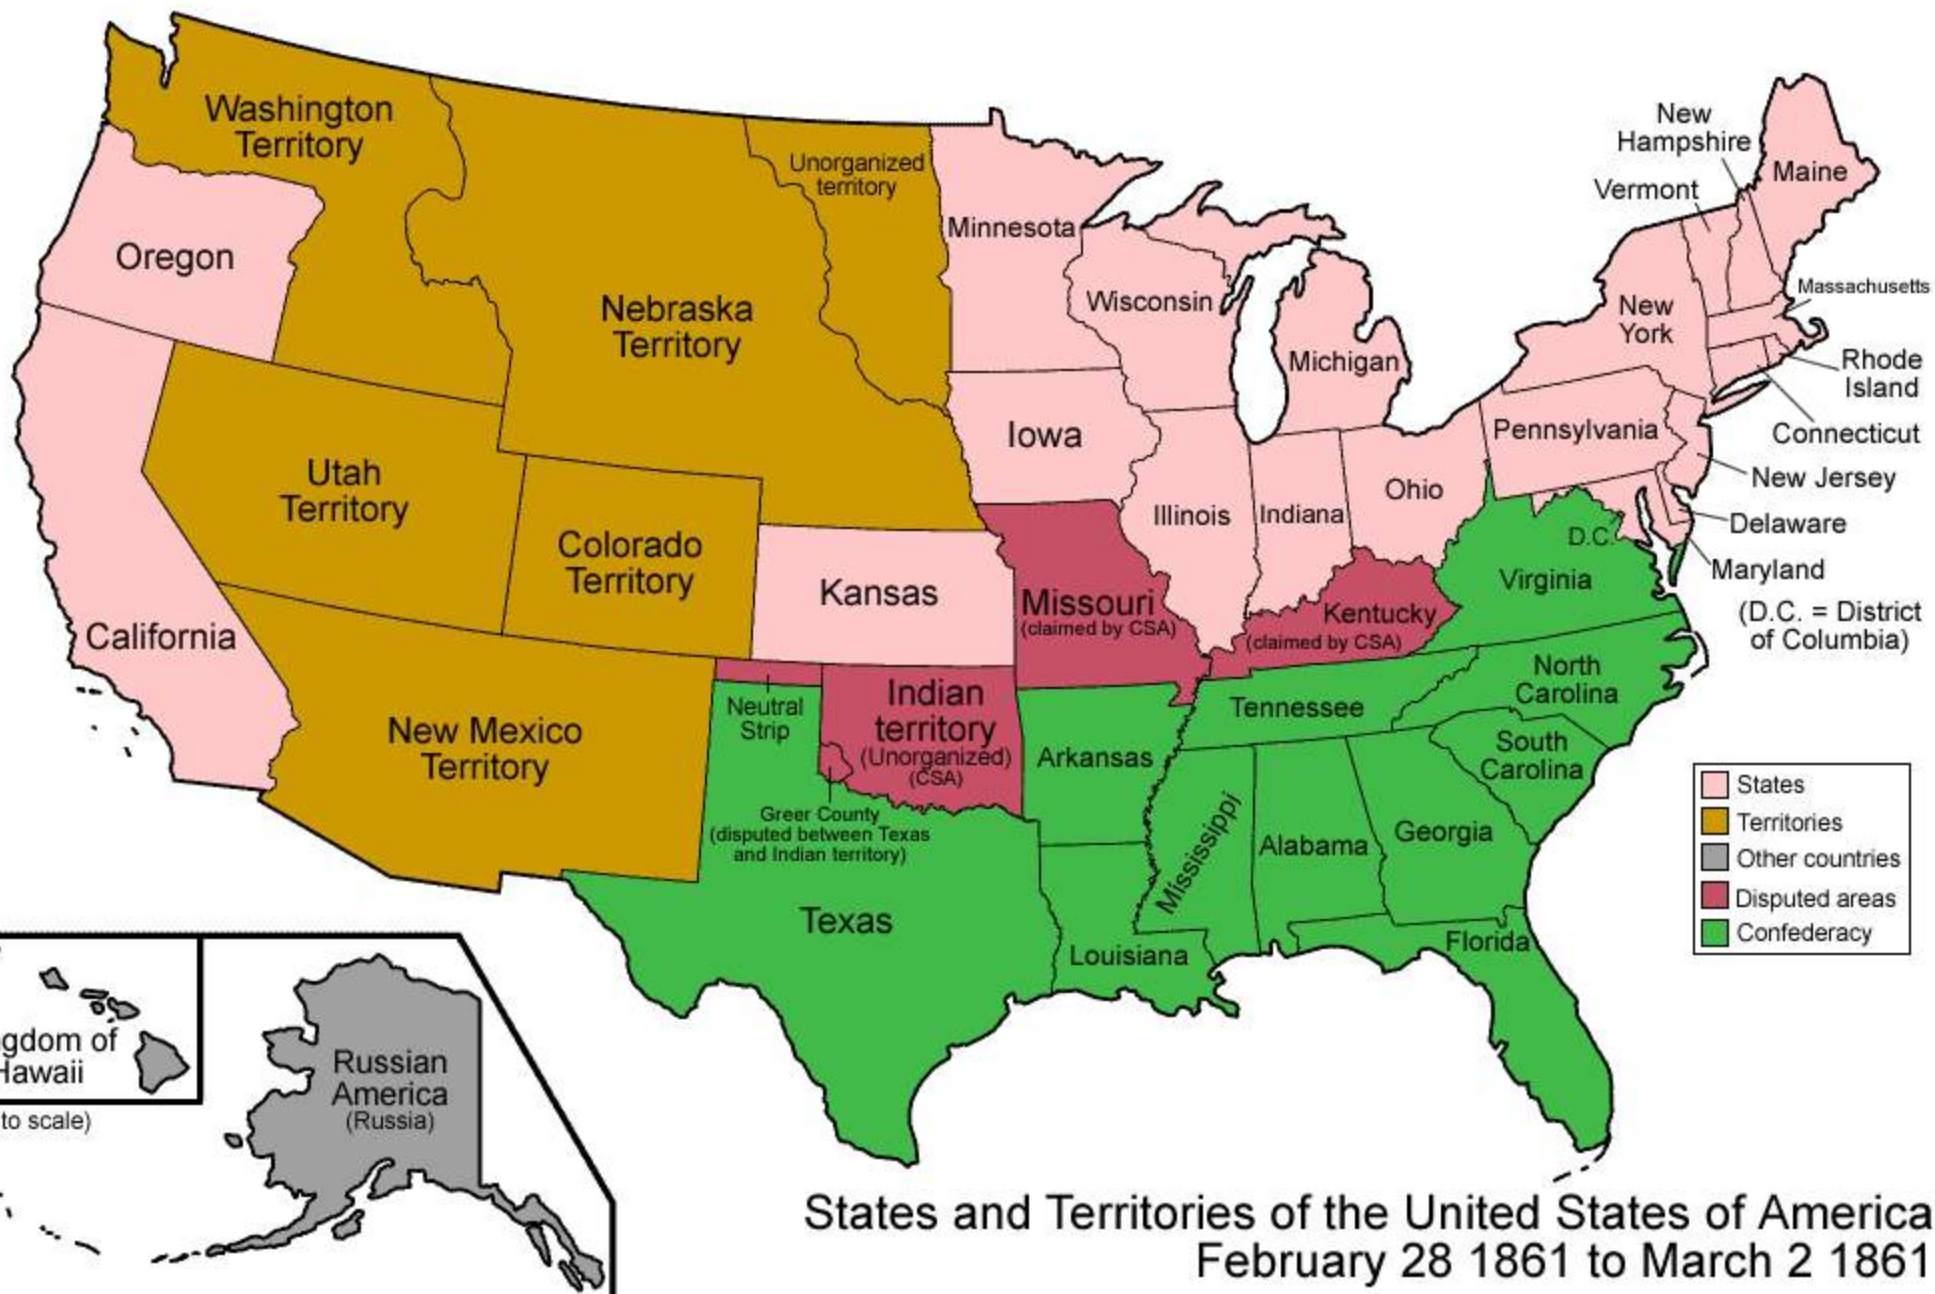 Washington
Territory
Unorganized
territory
New
Hampshire
Maine
Vermont
Oregon
Minnesota
Nebraska
Territory
Wisconsin
Massachusetts
New
York
Michigan
Rhode
Island
Iowa
Pennsylvania
Connecticut
Utah
Territory
New Jersey
Ohio
Illinois
Indiana
Delaware
D.C.
Colorado
Territory
Maryland
Virginia
Kansas
Missouri
(claimed by CSA)
Kentucky
(claimed by CSA)
(D.C. = District
of Columbia)
California
North
Carolina
Neutral
Strip
Indian
territory
(Unorganized)
(CSA)
Tennessee
New Mexico
Territory
Arkansas
South
Carolina
Greer County
(disputed between Texas
and Indian territory)
Mississippi
Alabama
Georgia
States
Territories
Other countries
Disputed areas
Confederacy
Texas
Louisiana
Florida
gdom of
Hawaii
to scale)
Russian
America
(Russia)
States and Territories of the United States of America
February 28 1861 to March 2 1861